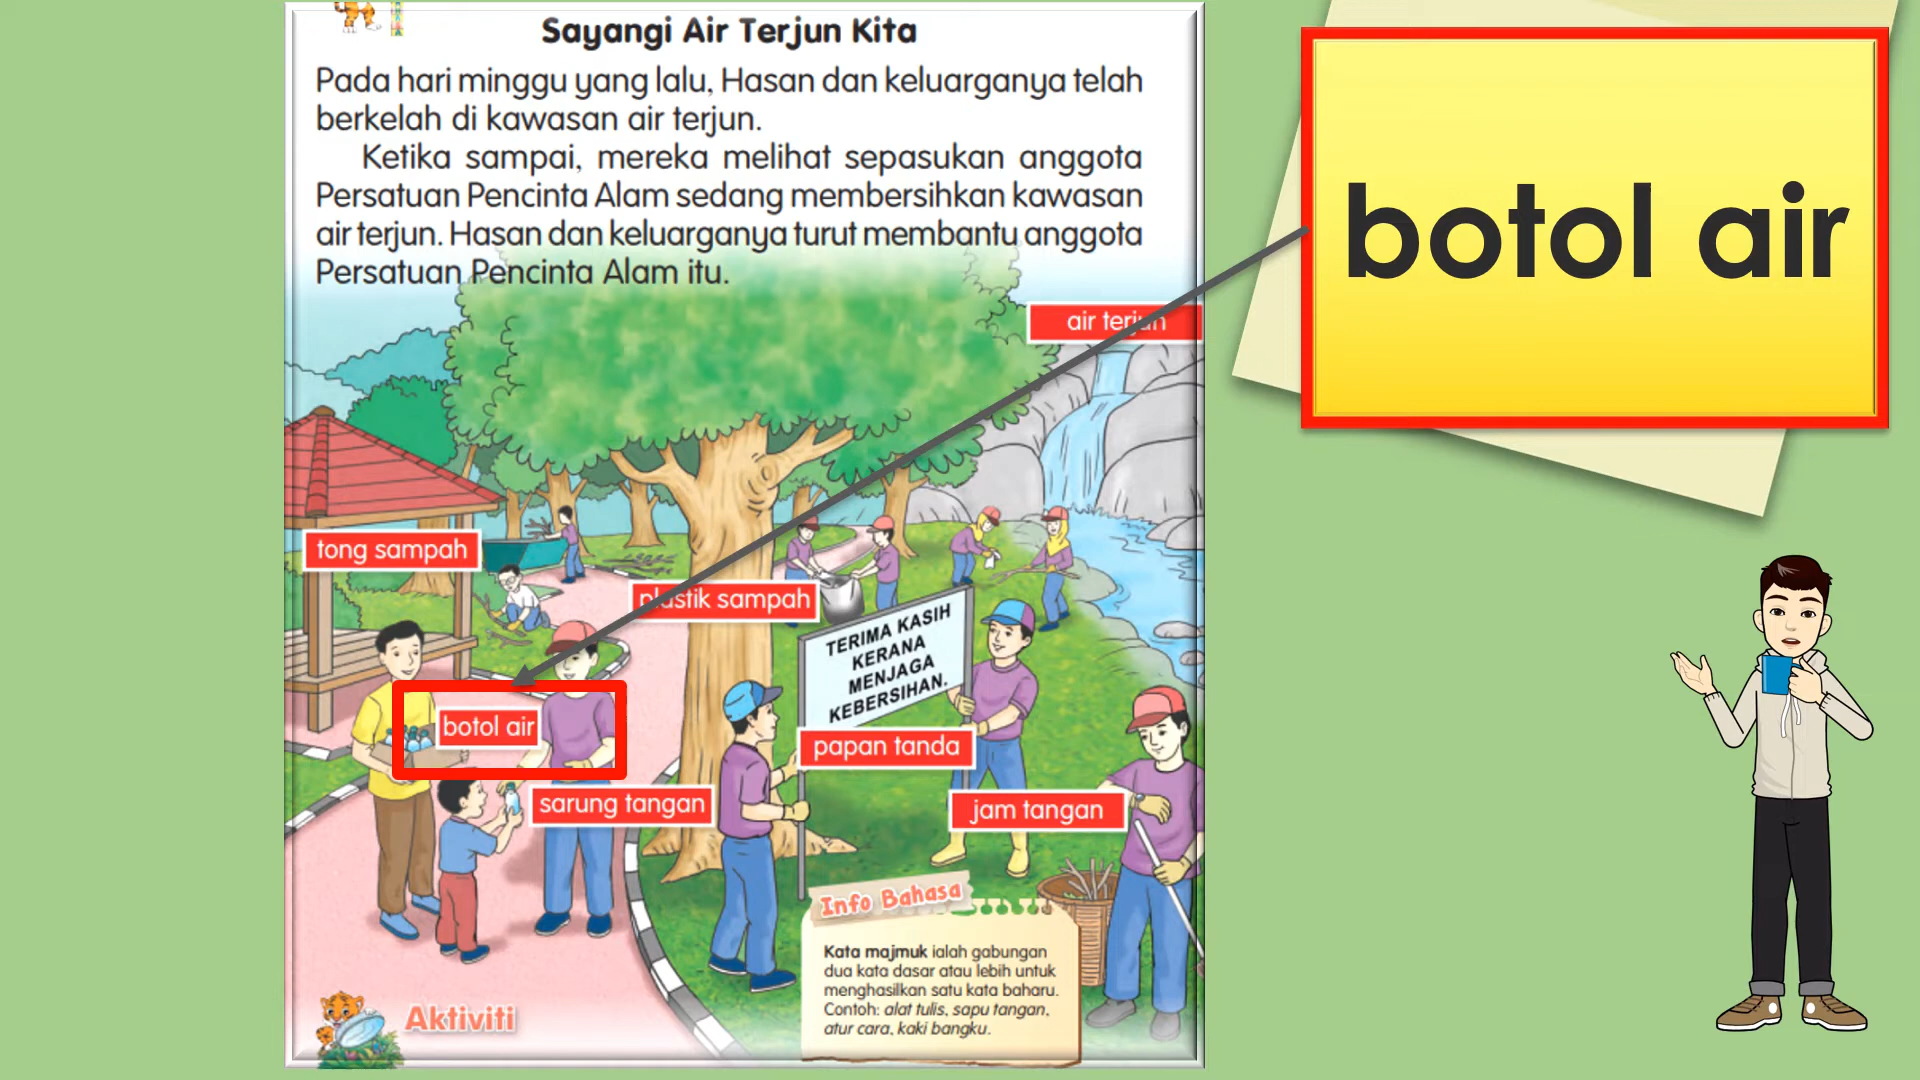 Sayangi Air Terjun Kita
Pada hari minggu yang lalu, Hasan dan keluarganya telah
berkelah di kawasan air terjun.
Ketika sampai, mereka melihat sepasukan anggota
Persatuan Pencinta Alam sedang membersihkan kawasan
air terjun. Hasan dan keluarganya turut membantu anggota
Persatuan Pencinta Alam itu.
botol air
air terjun
tong sampah
plastik sampah
TERIMA KASIH
KERANA
MENJAGA
KEBERSIHAN.
botol air
papan tanda
sarung tangan
jam tangan
Info Bahasa
Kata majmuk ialah gabungan
dua kata dasar atau lebih untuk
menghasilkan satu kata baharu.
Contoh: alat tulis, sapu tangan,
atur cara, kaki bangku.
Aktiviti